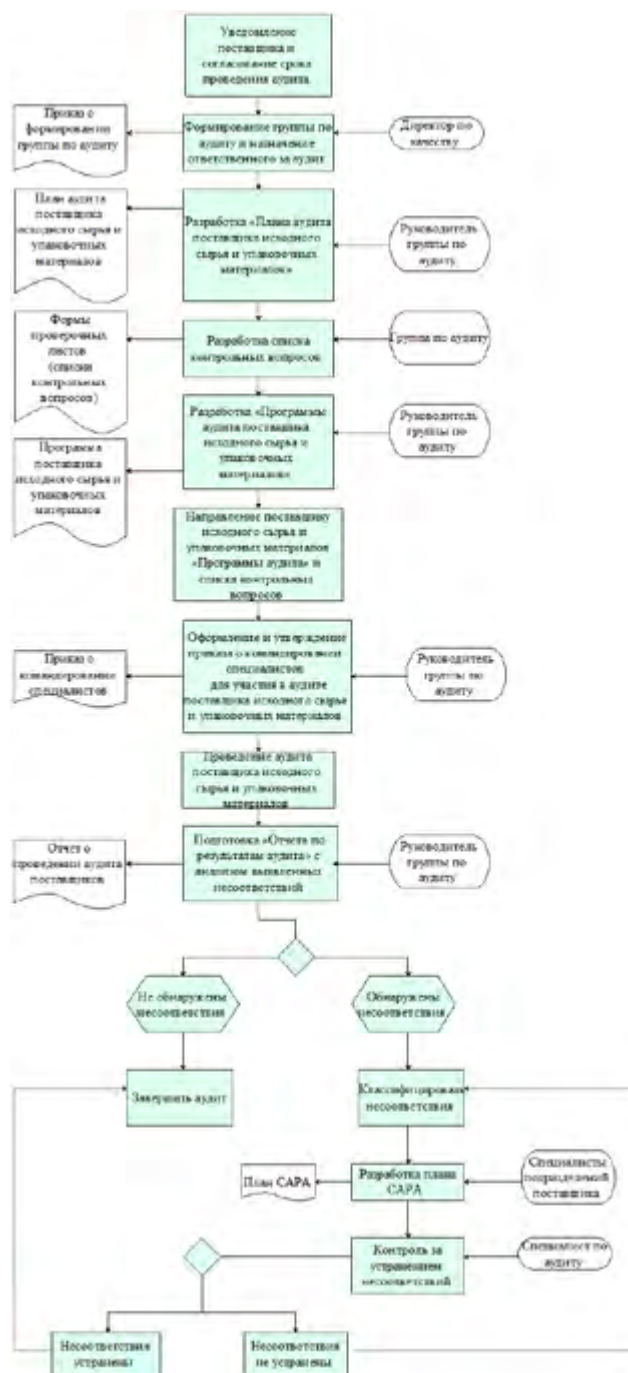 Уведомление
поставщика и
согласование срока
проведения аудита
Приказ о
формировании
группы по аудиту
Формирование группы по
аудиту и назначение
ответственного за аудит
Директор по
качеству
План аудита
поставщика
исходного сырья и
упаковочных
материалов
Разработка «Плана аудита
поставщика исходного
сырья и упаковочных
материалов»
Руководитель
группы по
аудиту
Формы
проверочных
листов
(списки
контрольных
вопросов)
Разработка списка
контрольных вопросов
Группа по аудиту
Программа
поставщика
исходного сырья и
упаковочных
материалов
Разработка «Программы
аудита поставщика
исходного сырья и
упаковочных
материалов»
Руководитель
группы по
аудиту
Направление поставщику
исходного сырья и
упаковочных материалов
«Программы аудита» и
списка контрольных
вопросов
Приказ о
командировании
специалистов
Оформление и утверждение
приказа о командировании
специалистов
для участия в аудите
поставщика исходного сырья
и упаковочных материалов
Руководитель
группы по
аудиту
Проведение аудита
поставщика исходного
сырья и упаковочных
материалов
Отчет о
проведении аудита
поставщиков
Подготовка «Отчета по
результатам аудита» с
анализом выявленных
несоответствий
Руководитель
группы по
аудиту
Не обнаружены
несоответствия
Обнаружены
несоответствия
Завершить аудит
Классифицировать
несоответствия
План САРА
Разработка плана
САРА
Специалисты
подразделений
поставщика
Контроль за
устранением
несоответствий
Специалист по
аудиту
Несоответствия
устранены
Несоответствия
не устранены